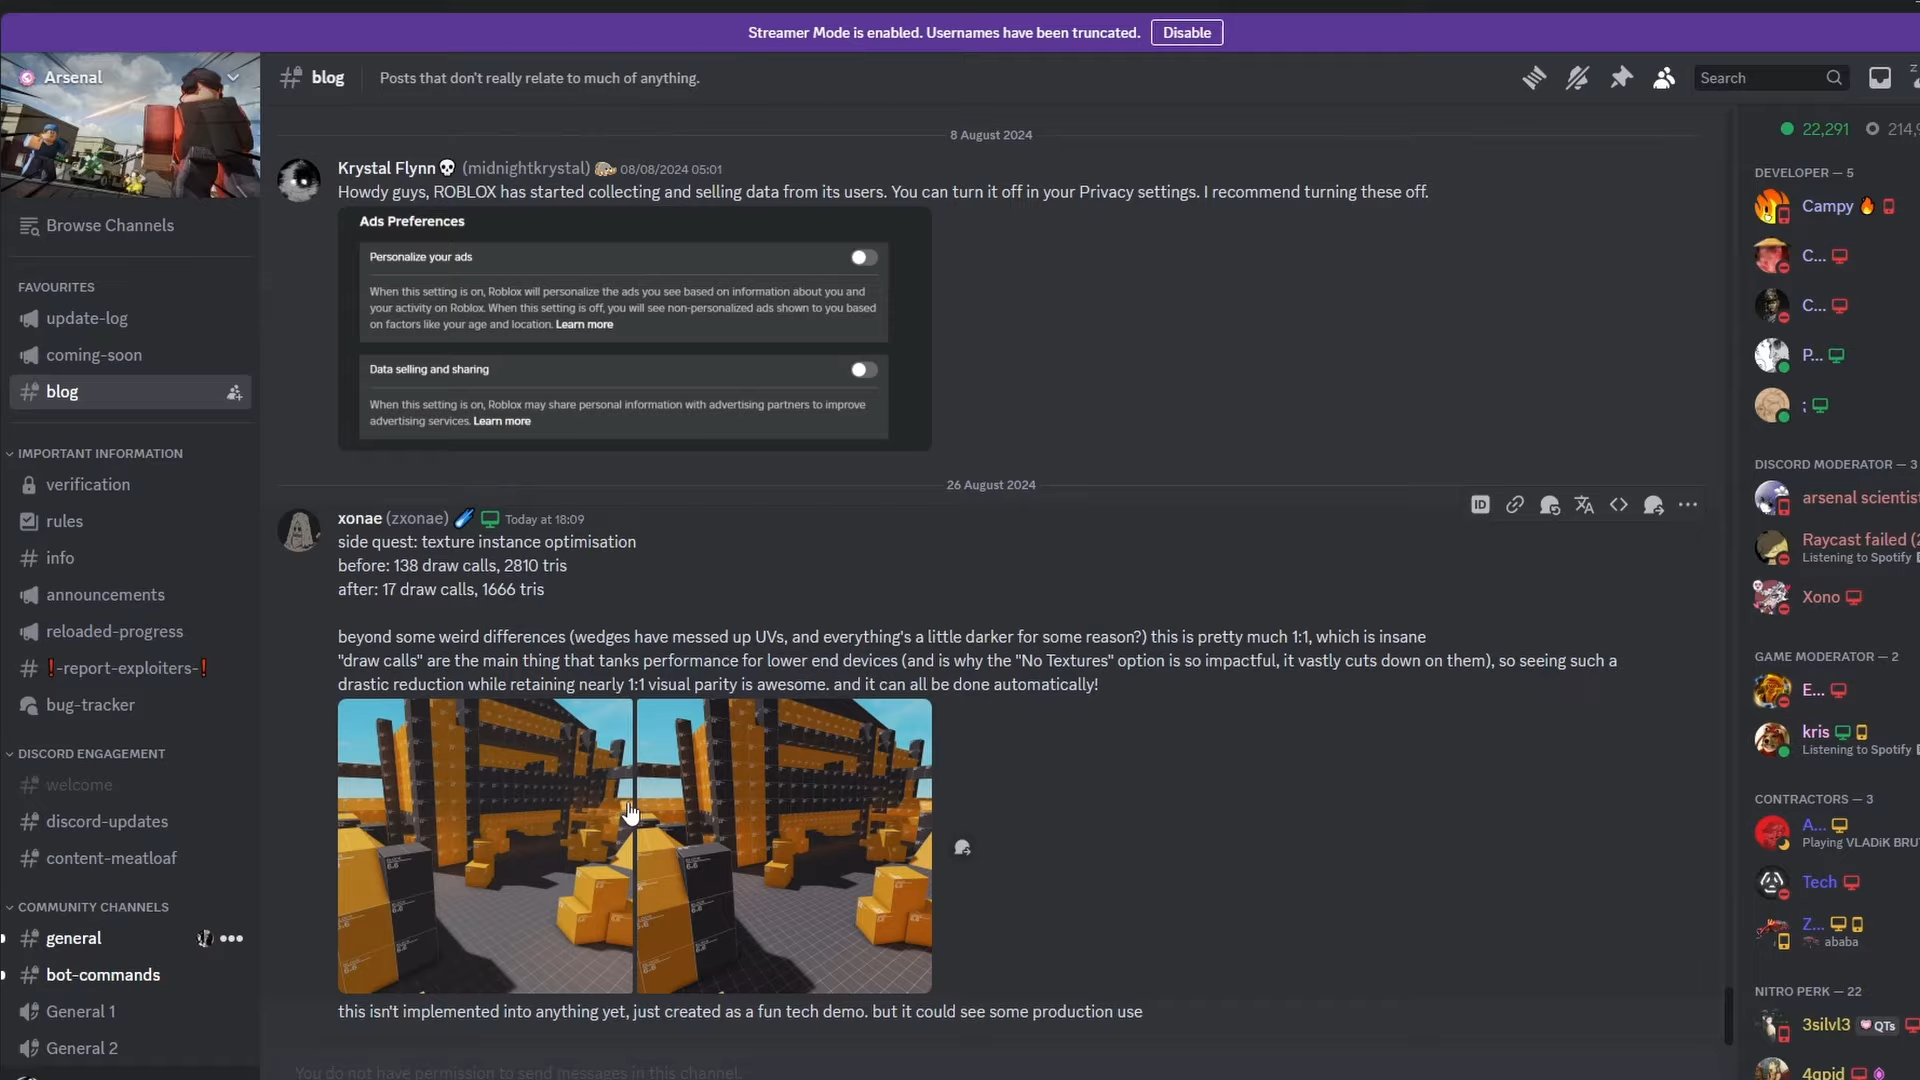 Streamer Mode is enabled. Usernames have been truncated. Disable
Arsenal
Browse Channels
FAVOURITES
update-log
coming-soon
blog
IMPORTANT INFORMATION
verification
rules
info
announcements
reloaded-progress
❗-report-exploiters-❗
bug-tracker
DISCORD ENGAGEMENT
welcome
discord-updates
content-meatloaf
COMMUNITY CHANNELS
general
bot-commands
General 1
General 2
blog Posts that don't really relate to much of anything.
Search
8 August 2024
Krystal Flynn💀 (midnightkrystal) 08/08/2024 05:01
Howdy guys, ROBLOX has started collecting and selling data from its users. You can turn it off in your Privacy settings. I recommend turning these off.
Ads Preferences
Personalize your ads
When this setting is on, Roblox will personalize the ads you see based on information about you and
your activity on Roblox. When this setting is off, you will see non-personalized ads shown to you based
on factors like your age and location. Learn more
Data selling and sharing
When this setting is on, Roblox may share personal information with advertising partners to improve
advertising services. Learn more
26 August 2024
ID
xonae (zxonae) Today at 18:09
side quest: texture instance optimisation
before: 138 draw calls, 2810 tris
after: 17 draw calls, 1666 tris
beyond some weird differences (wedges have messed up UVs, and everything's a little darker for some reason?) this is pretty much 1:1, which is insane
"draw calls" are the main thing that tanks performance for lower end devices (and is why the "No Textures" option is so impactful, it vastly cuts down on them), so seeing such a
drastic reduction while retaining nearly 1:1 visual parity is awesome. and it can all be done automatically!
this isn't implemented into anything yet, just created as a fun tech demo. but it could see some production use
You do not have permission to send messages in this channel.
22,291 214,9
DEVELOPER — 5
Campy 🔥
C...
C...
P...
;
DISCORD MODERATOR — 3
arsenal scientist
Raycast failed (2
Listening to Spotify
Xono
GAME MODERATOR — 2
E...
kris
Listening to Spotify
CONTRACTORS — 3
A...
Playing VLADiK BRU
Tech
Z...
ababa
NITRO PERK — 22
3silvl3 QTs
4qpid